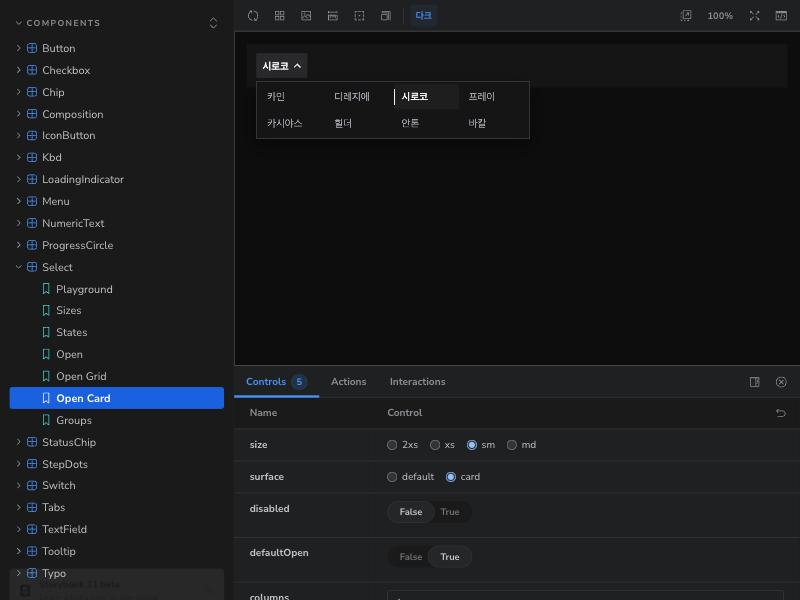 COMPONENTS
Button
Checkbox
Chip
Composition
IconButton
Kbd
LoadingIndicator
Menu
NumericText
ProgressCircle
Select
Playground
Sizes
States
Open
Open Grid
Open Card
Groups
StatusChip
StepDots
Switch
Tabs
TextField
Tooltip
Typo
다크
100%
시로코
카인 디레지에 시로코 프레이
카시야스 힐더 안톤 바칼
Controls 5 Actions Interactions
Name Control
size 2xs xs sm md
surface default card
disabled False True
defaultOpen False True
columns